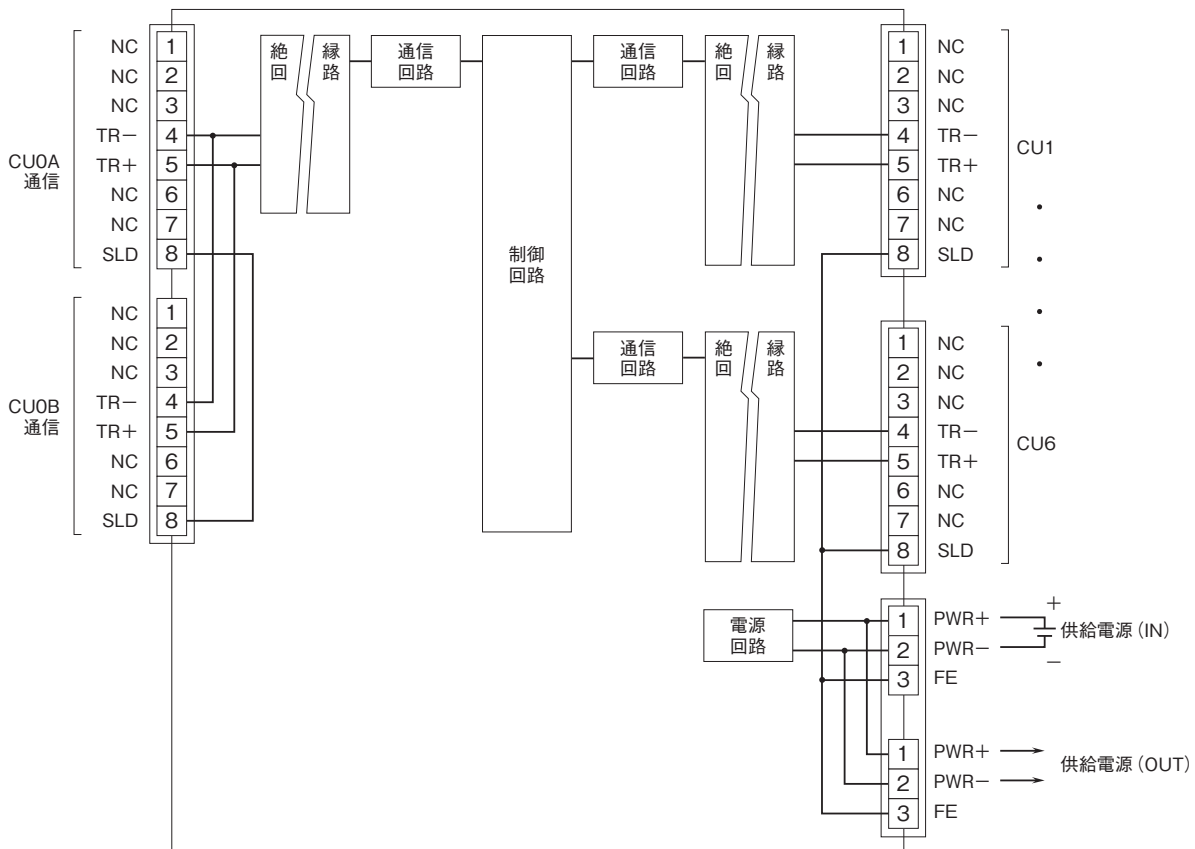 CU0A
通信
NC 1
NC 2
NC 3
TR− 4
TR+ 5
NC 6
NC 7
SLD 8
CU0B
通信
NC 1
NC 2
NC 3
TR− 4
TR+ 5
NC 6
NC 7
SLD 8
絶縁
回路
通信
回路
制御
回路
通信
回路
絶縁
回路
1 NC
2 NC
3 NC
4 TR−
5 TR+
6 NC
7 NC
8 SLD
CU1
通信
回路
絶縁
回路
1 NC
2 NC
3 NC
4 TR−
5 TR+
6 NC
7 NC
8 SLD
CU6
電源
回路
1 PWR+
2 PWR−
3 FE
+
−
供給電源(IN)
1 PWR+
2 PWR−
3 FE
供給電源(OUT)